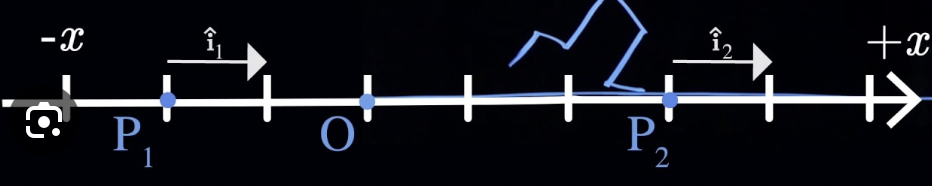 -x î₁ î₂ +x
P₁ O P₂